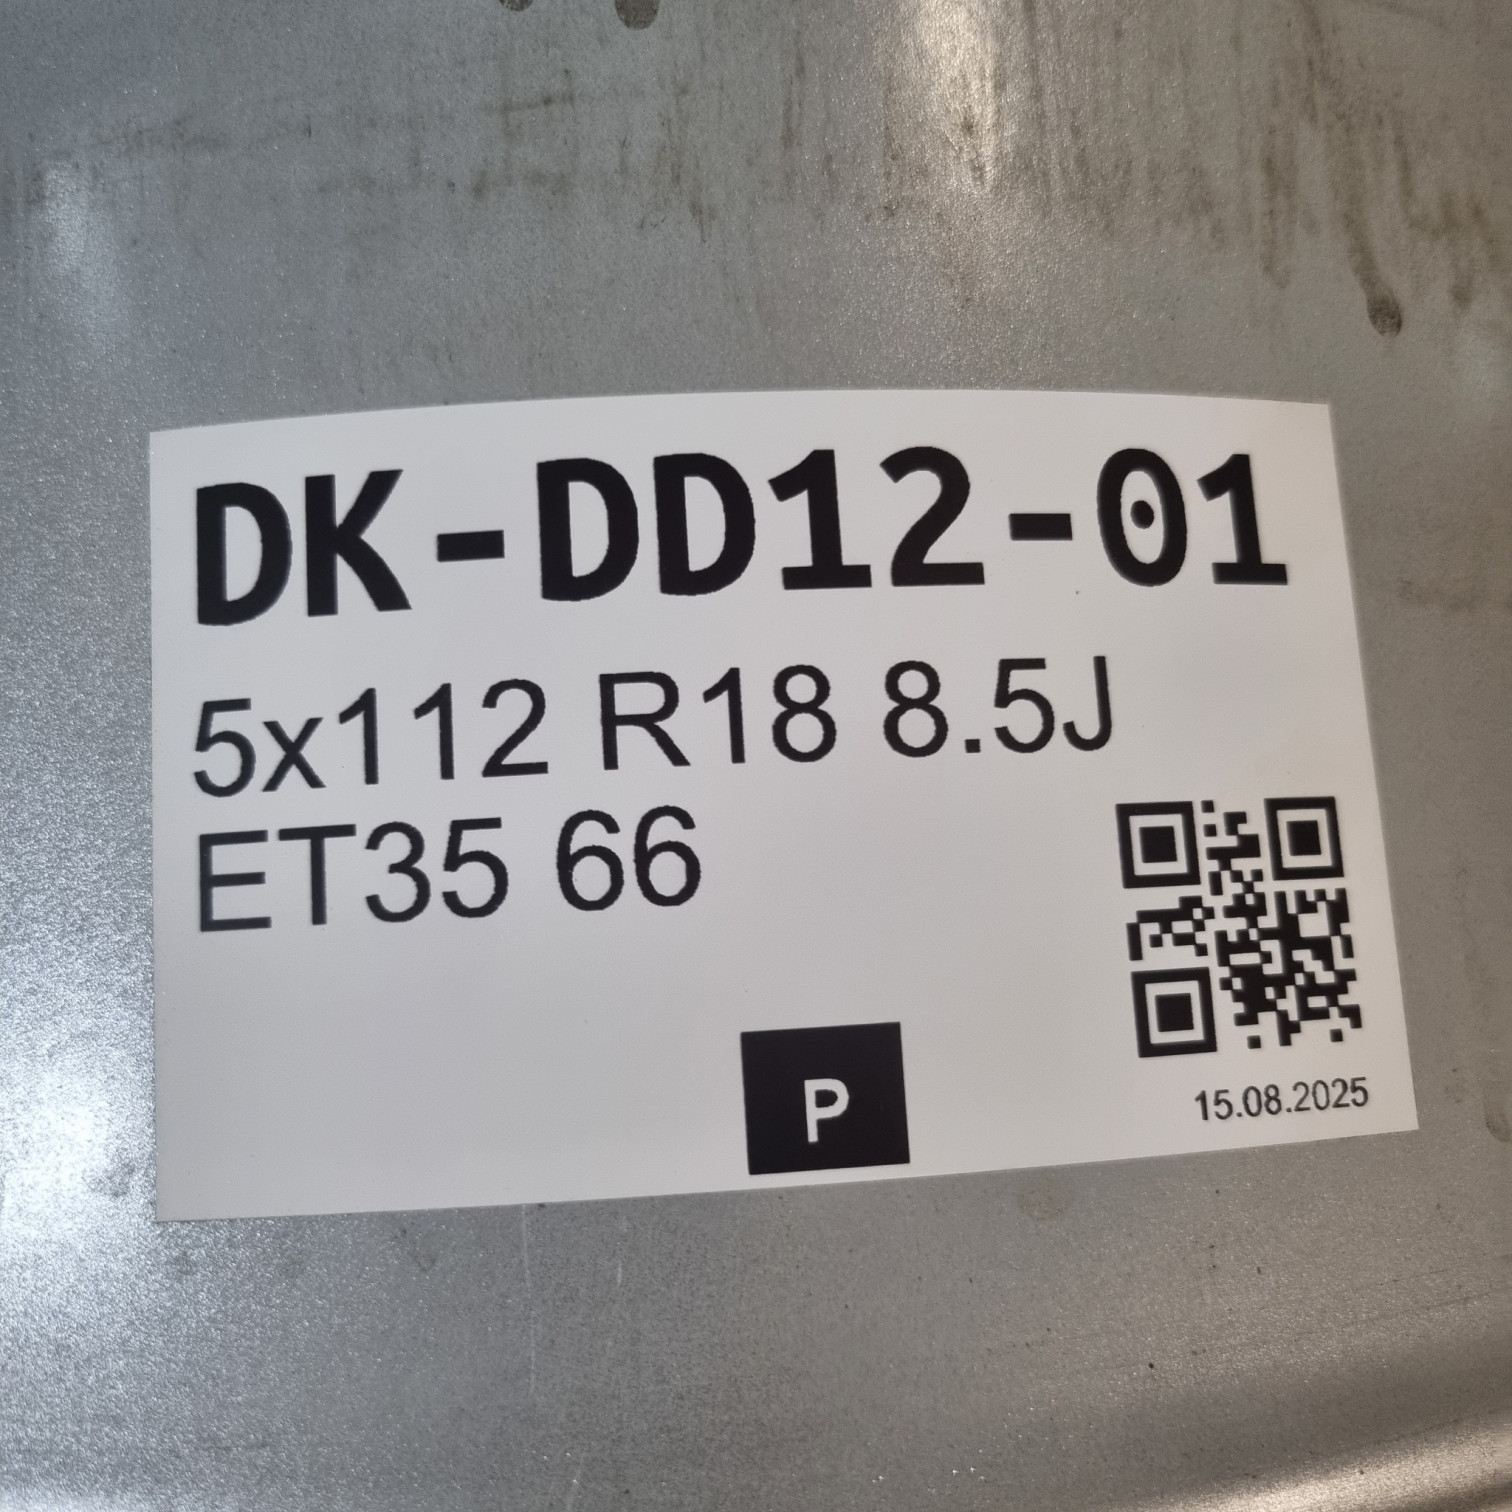 DK-DD12-01
5x112 R18 8.5J
ET35 66
P
15.08.2025